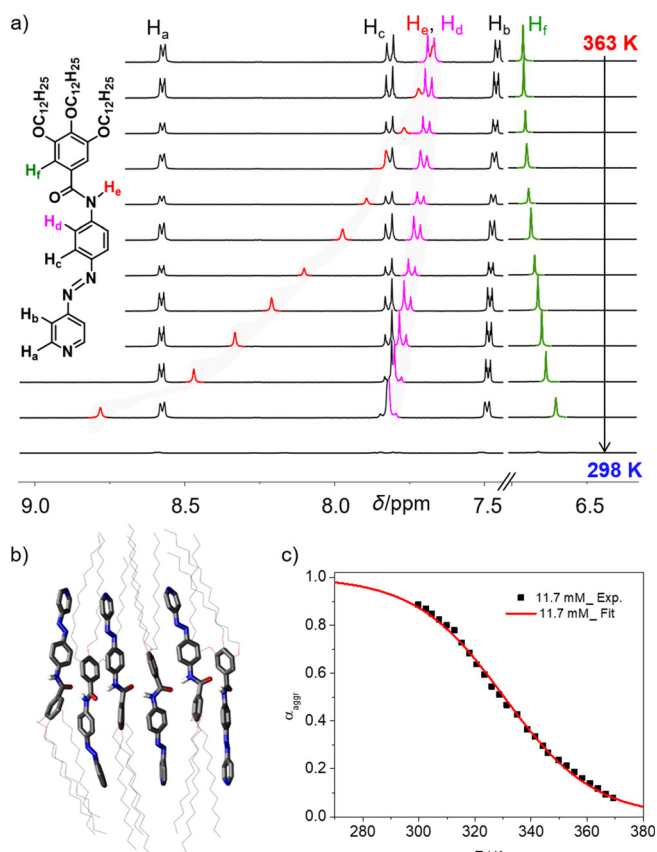 a)
Ha
Hc
He, Hd
Hb
Hf
363 K
OC12H25
OC12H25
OC12H25
Hf
O
N
He
Hd
Hc
N
N
Hb
Ha
N
298 K
9.0 8.5 8.0 δ/ppm 7.5 6.5
b)
c)
11.7 mM_ Exp.
11.7 mM_ Fit
αaggr
1.0
0.8
0.6
0.4
0.2
0.0
280 300 320 340 360 380